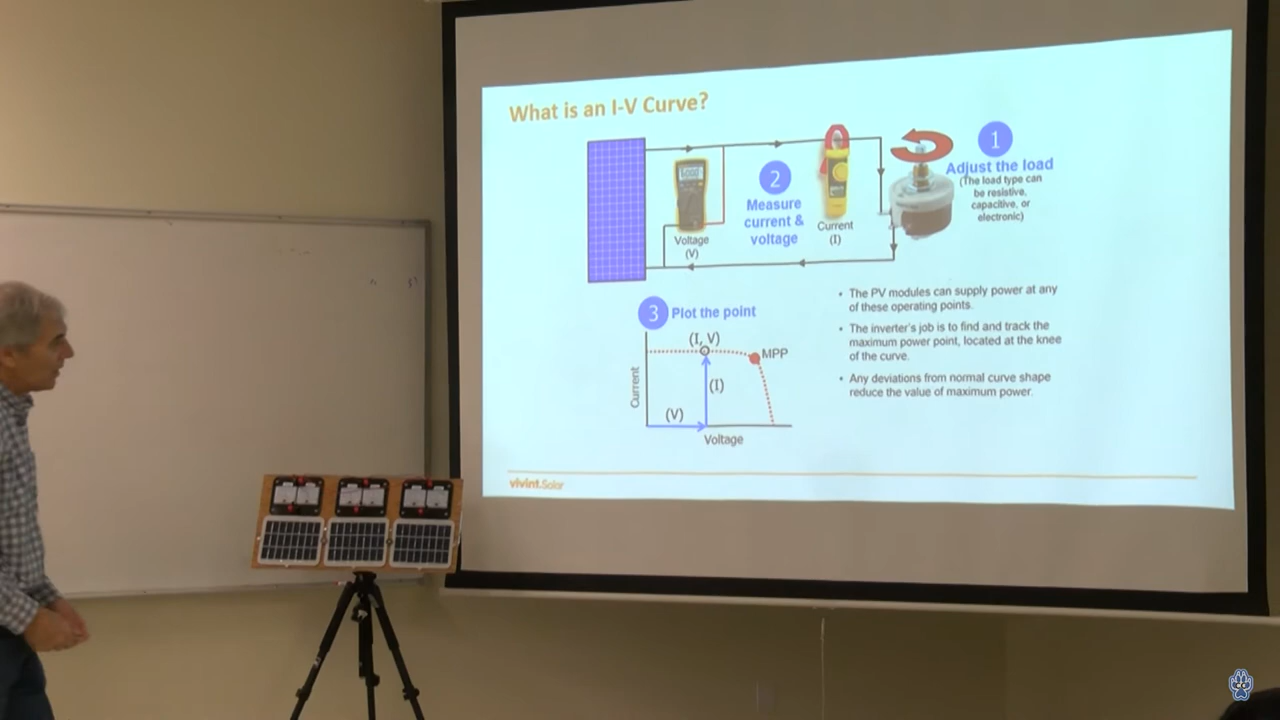 What is an I-V Curve?
1
Adjust the load
(The load type can
be resistive,
capacitive, or
electronic)
2
Measure
current &
voltage
Voltage
(V)
Current
(I)
3 Plot the point
(I, V)
MPP
(I)
(V)
Current
Voltage
• The PV modules can supply power at any
of these operating points.
• The inverter's job is to find and track the
maximum power point, located at the knee
of the curve.
• Any deviations from normal curve shape
reduce the value of maximum power.
vivint.Solar